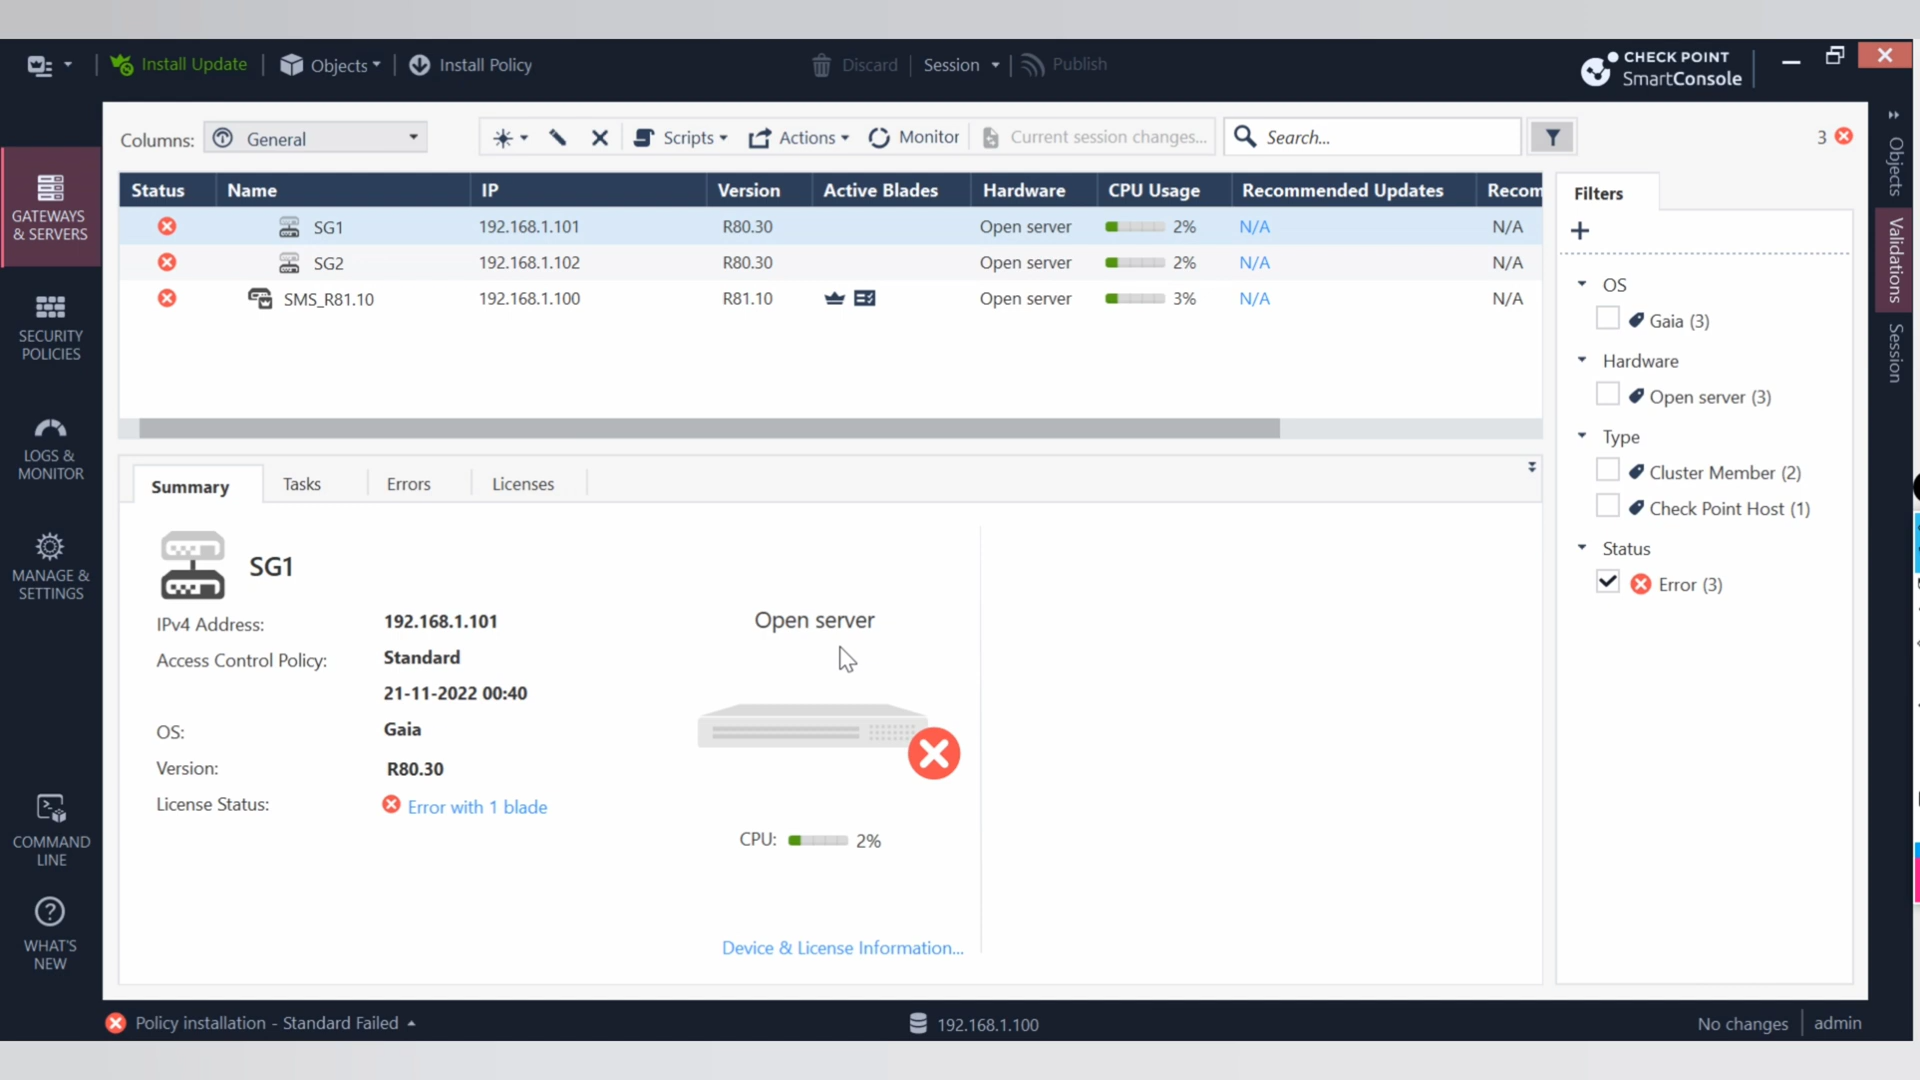 Install Update
Objects
Install Policy
Discard
Session
Publish
CHECK POINT
SmartConsole
Columns:
General
Scripts
Actions
Monitor
Current session changes...
Search...
3
Status Name IP Version Active Blades Hardware CPU Usage Recommended Updates Recom
SG1 192.168.1.101 R80.30 Open server 2% N/A N/A
SG2 192.168.1.102 R80.30 Open server 2% N/A N/A
SMS_R81.10 192.168.1.100 R81.10 Open server 3% N/A N/A
GATEWAYS
& SERVERS
SECURITY
POLICIES
LOGS &
MONITOR
MANAGE &
SETTINGS
COMMAND
LINE
WHAT'S
NEW
Summary Tasks Errors Licenses
SG1
IPv4 Address: 192.168.1.101
Access Control Policy: Standard
21-11-2022 00:40
OS: Gaia
Version: R80.30
License Status: Error with 1 blade
Open server
CPU: 2%
Device & License Information...
Filters
OS
Gaia (3)
Hardware
Open server (3)
Type
Cluster Member (2)
Check Point Host (1)
Status
Error (3)
Objects
Validations
Session
Policy installation - Standard Failed
192.168.1.100
No changes
admin